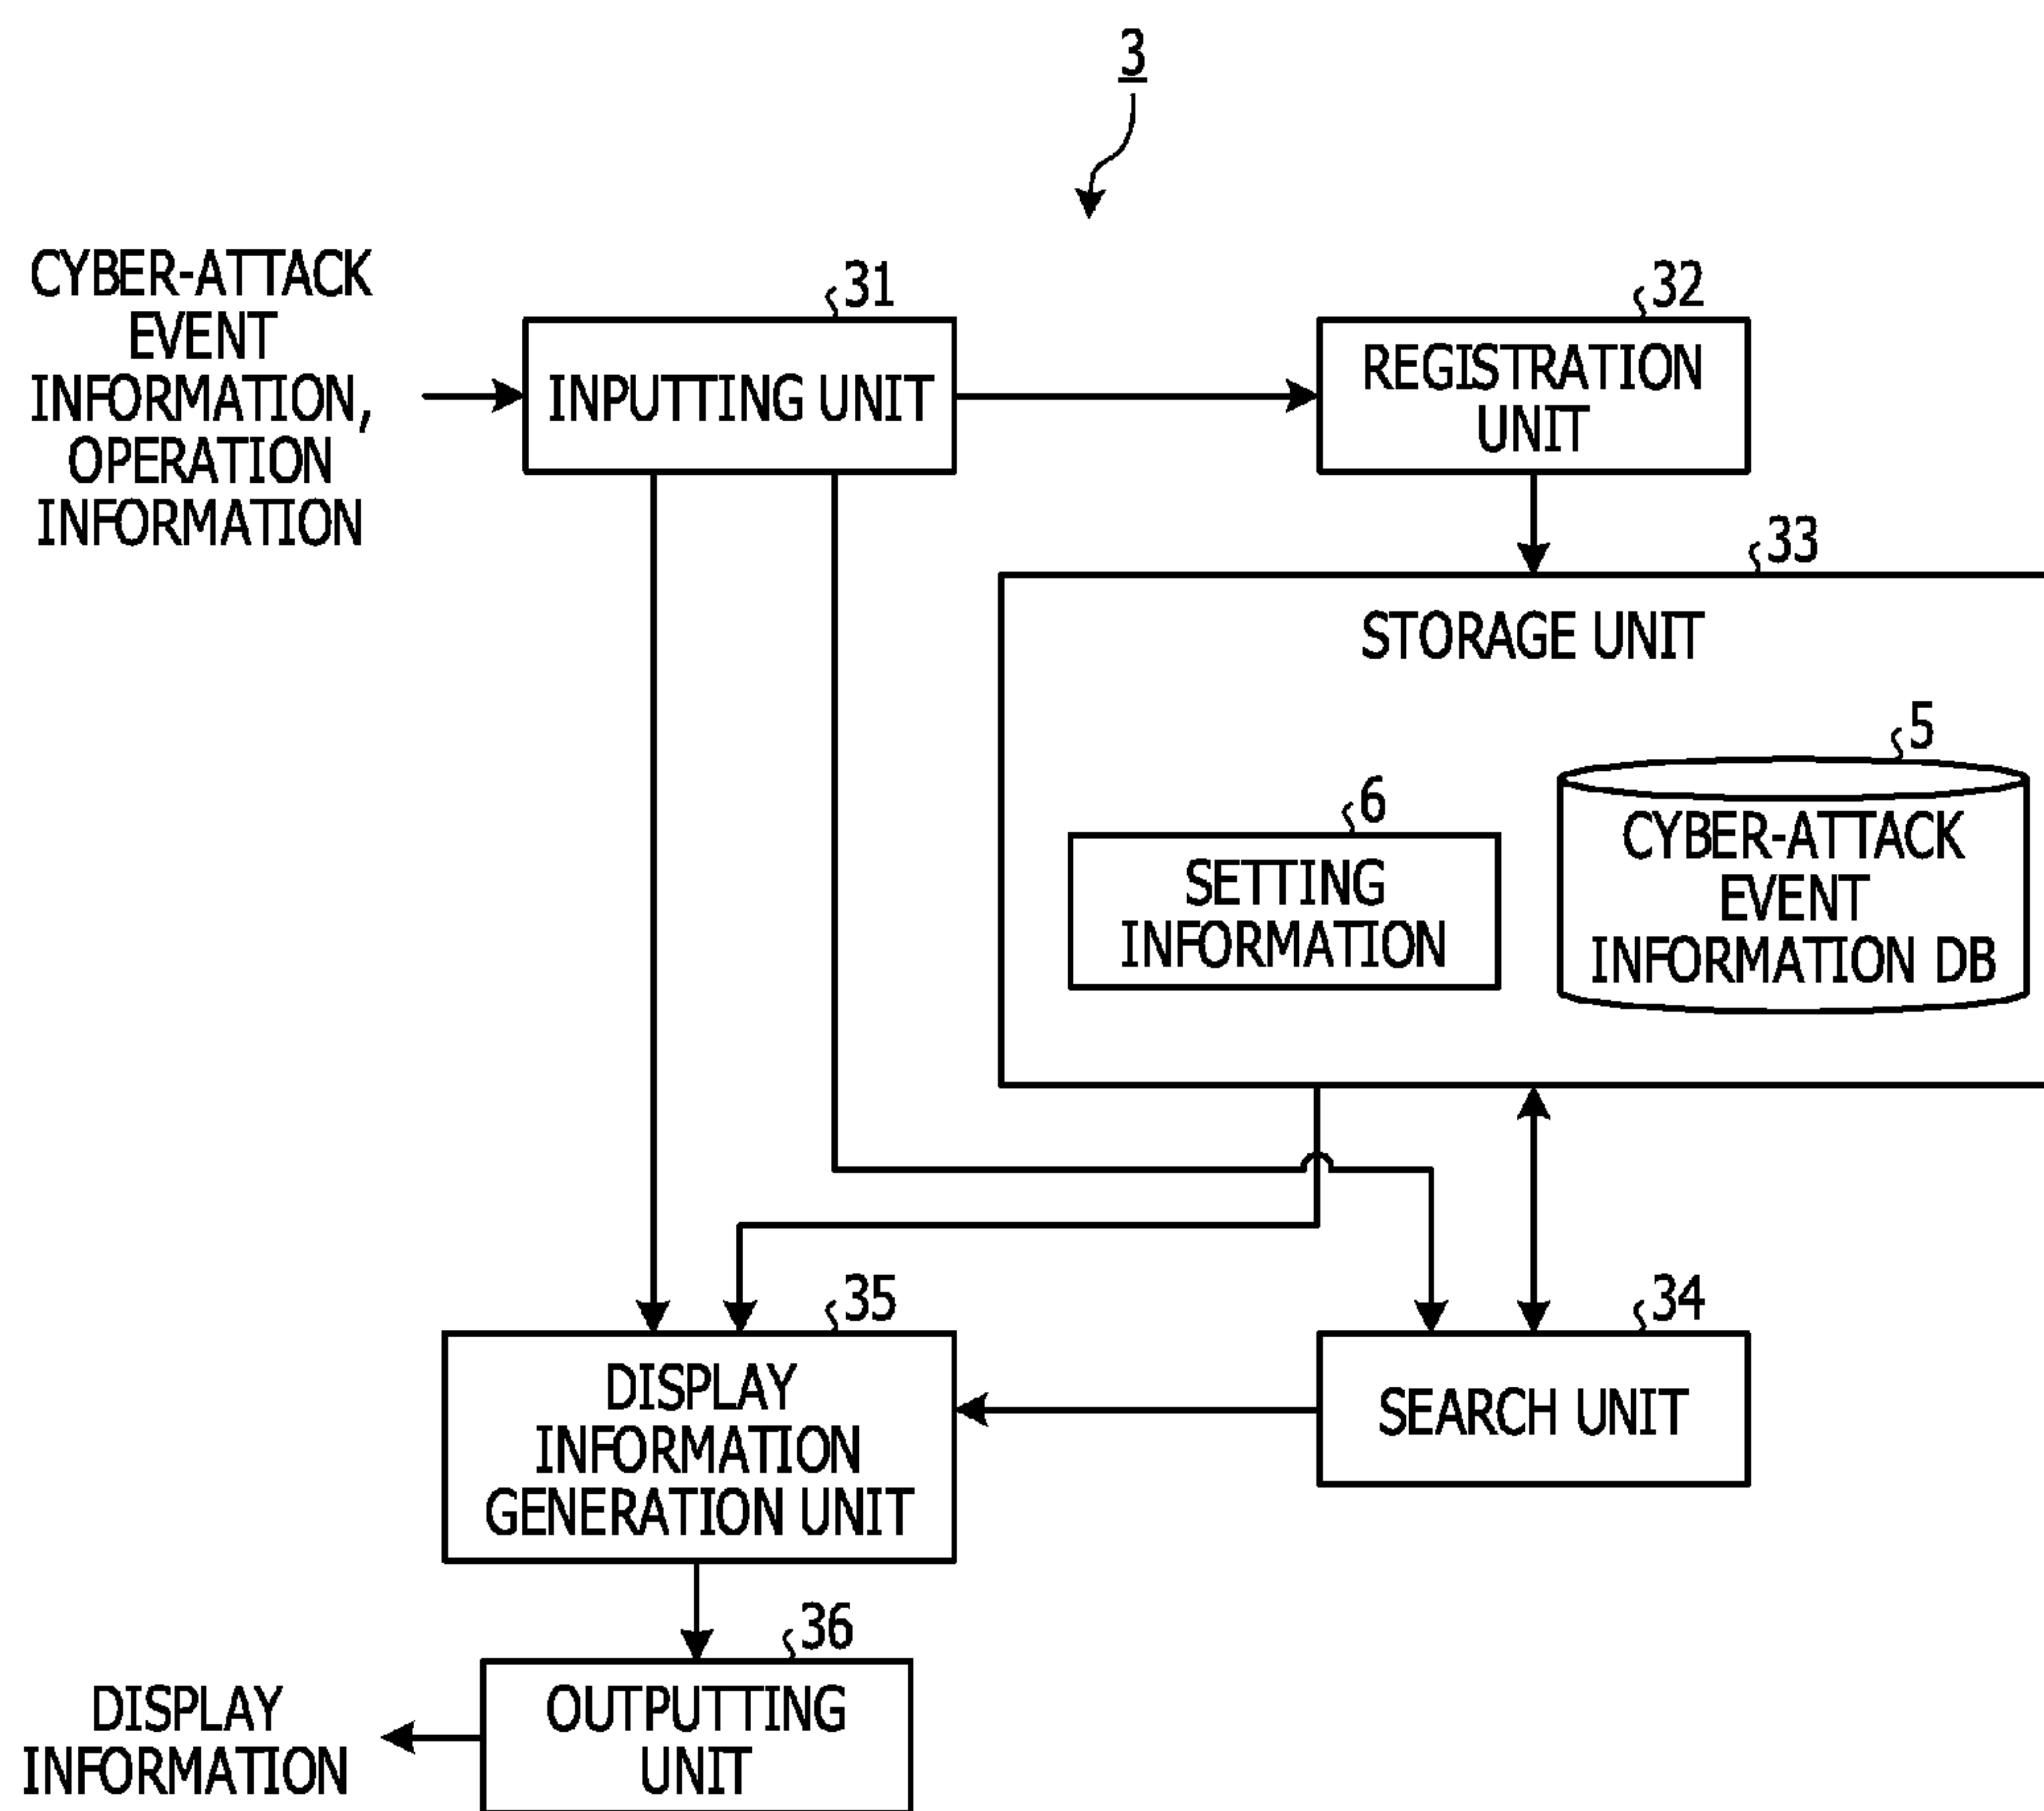 3
CYBER-ATTACK
EVENT
INFORMATION,
OPERATION
INFORMATION
31
INPUTTING UNIT
32
REGISTRATION
UNIT
33
STORAGE UNIT
5
CYBER-ATTACK
EVENT
INFORMATION DB
6
SETTING
INFORMATION
35
DISPLAY
INFORMATION
GENERATION UNIT
34
SEARCH UNIT
36
OUTPUTTING
UNIT
DISPLAY
INFORMATION